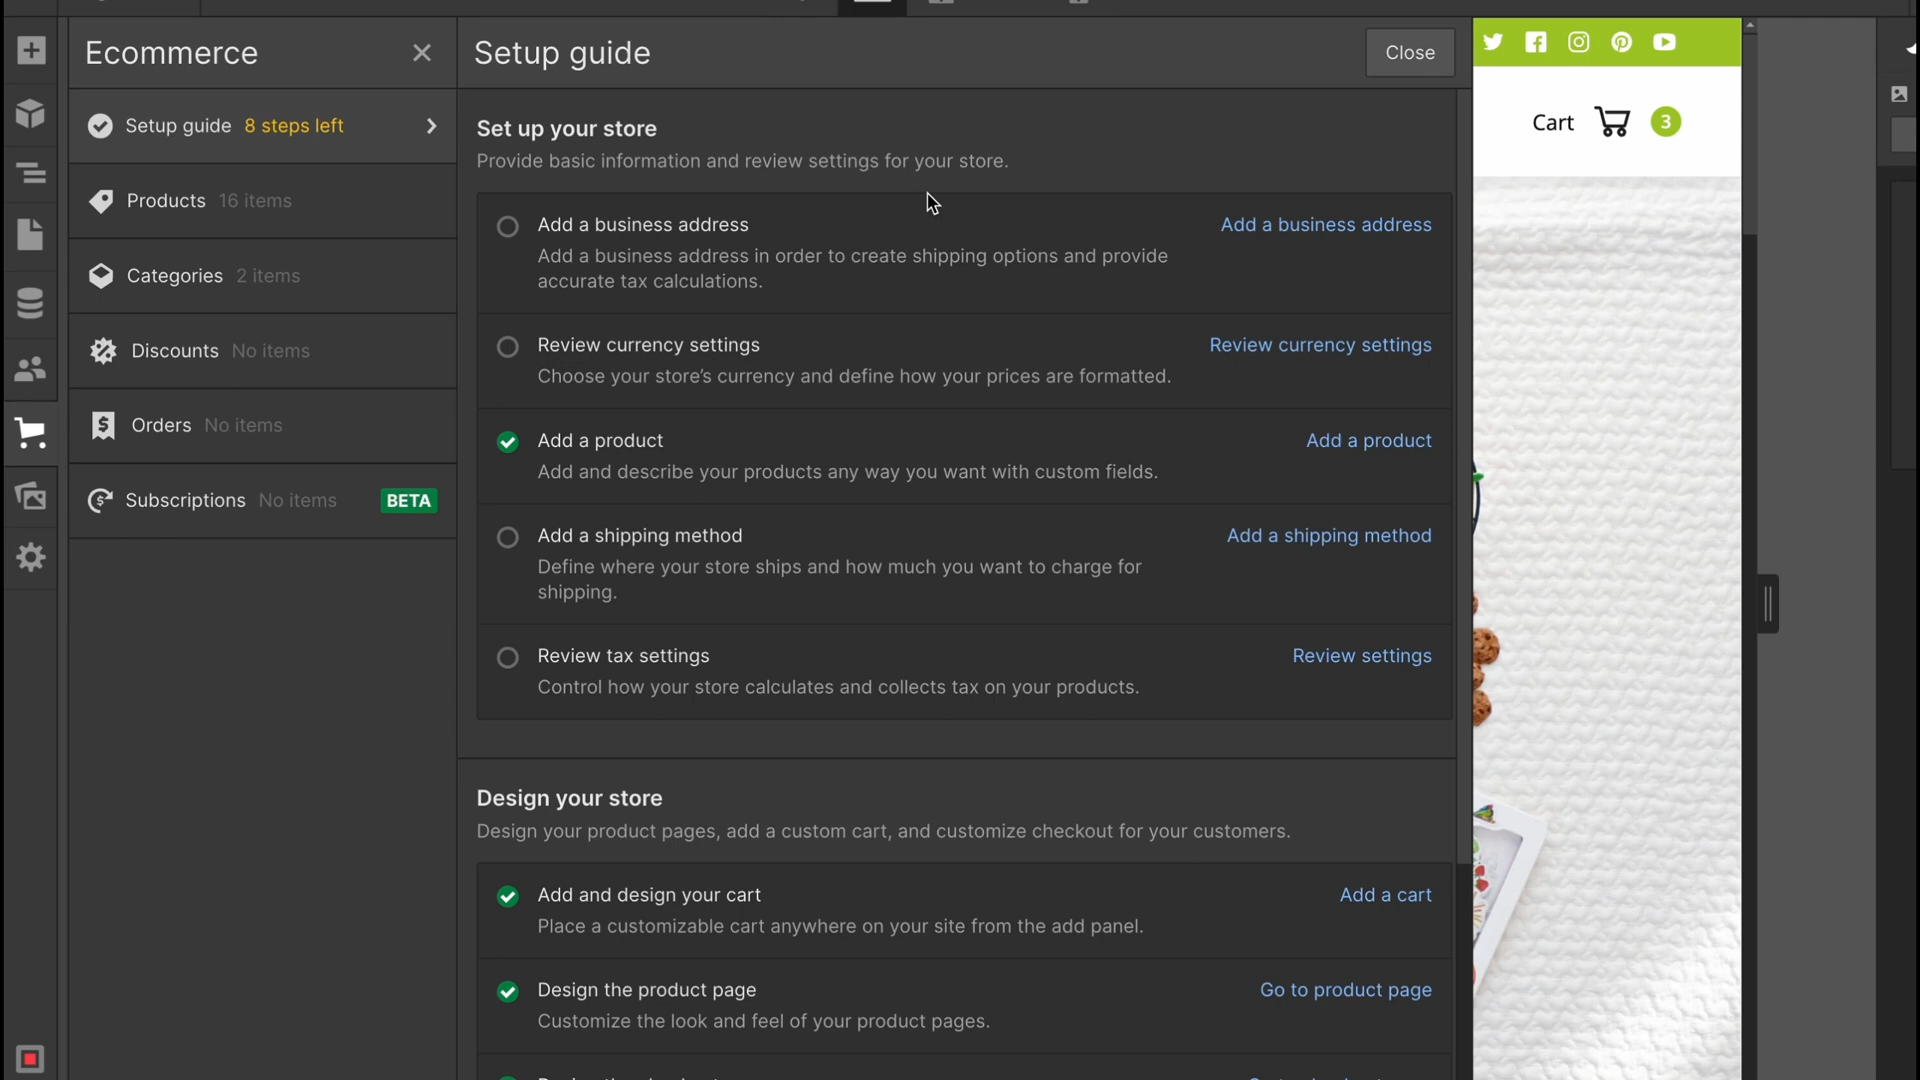 Ecommerce
Setup guide 8 steps left
Products 16 items
Categories 2 items
Discounts No items
Orders No items
Subscriptions No items BETA
Setup guide
Close
Set up your store
Provide basic information and review settings for your store.
Add a business address Add a business address
Add a business address in order to create shipping options and provide
accurate tax calculations.
Review currency settings Review currency settings
Choose your store’s currency and define how your prices are formatted.
Add a product Add a product
Add and describe your products any way you want with custom fields.
Add a shipping method Add a shipping method
Define where your store ships and how much you want to charge for
shipping.
Review tax settings Review settings
Control how your store calculates and collects tax on your products.
Design your store
Design your product pages, add a custom cart, and customize checkout for your customers.
Add and design your cart Add a cart
Place a customizable cart anywhere on your site from the add panel.
Design the product page Go to product page
Customize the look and feel of your product pages.
Cart 3